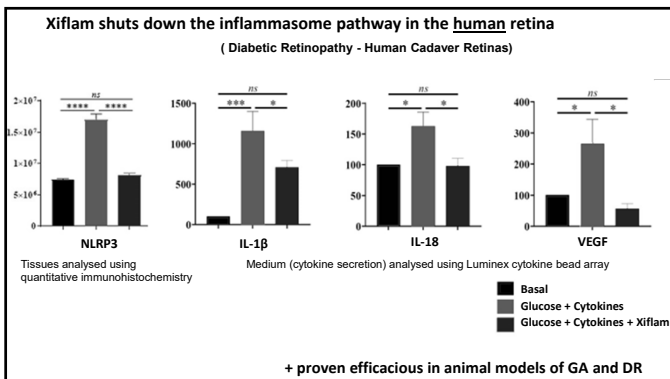 Xiflam shuts down the inflammasome pathway in the human retina
( Diabetic Retinopathy - Human Cadaver Retinas)
ns
**** ****
2×10⁷
1.5×10⁷
1×10⁷
5×10⁶
0
NLRP3
ns
*** *
1500
1000
500
0
IL-1β
ns
* *
200
150
100
50
0
IL-18
ns
* *
400
300
200
100
0
VEGF
Tissues analysed using
quantitative immunohistochemistry
Medium (cytokine secretion) analysed using Luminex cytokine bead array
Basal
Glucose + Cytokines
Glucose + Cytokines + Xiflam
+ proven efficacious in animal models of GA and DR